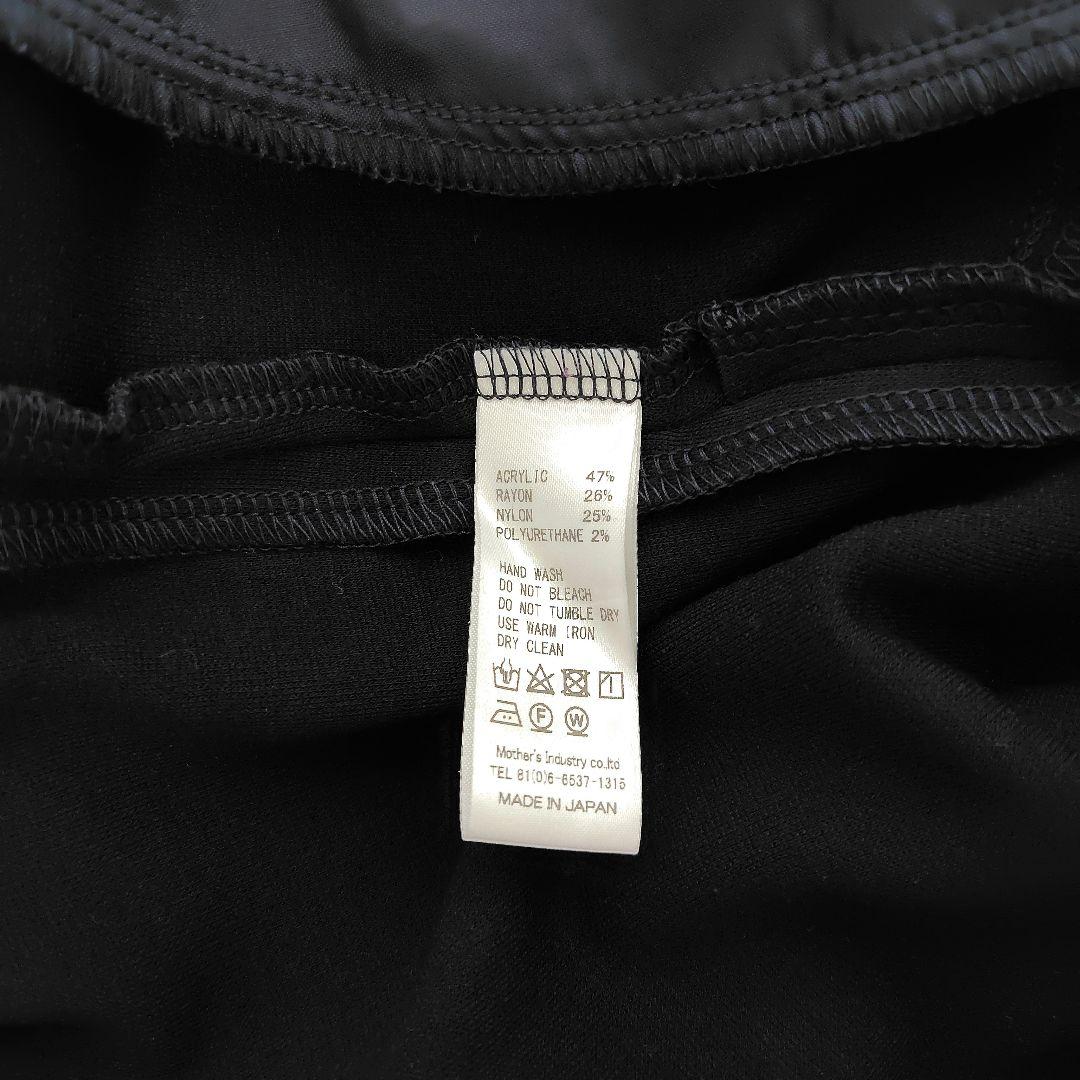 ACRYLIC 47%
RAYON 26%
NYLON 25%
POLYURETHANE 2%
HAND WASH
DO NOT BLEACH
DO NOT TUMBLE DRY
USE WARM IRON
DRY CLEAN
F W
Mother's Industry co.,ltd
TEL 81(0)6-6537-1315
MADE IN JAPAN